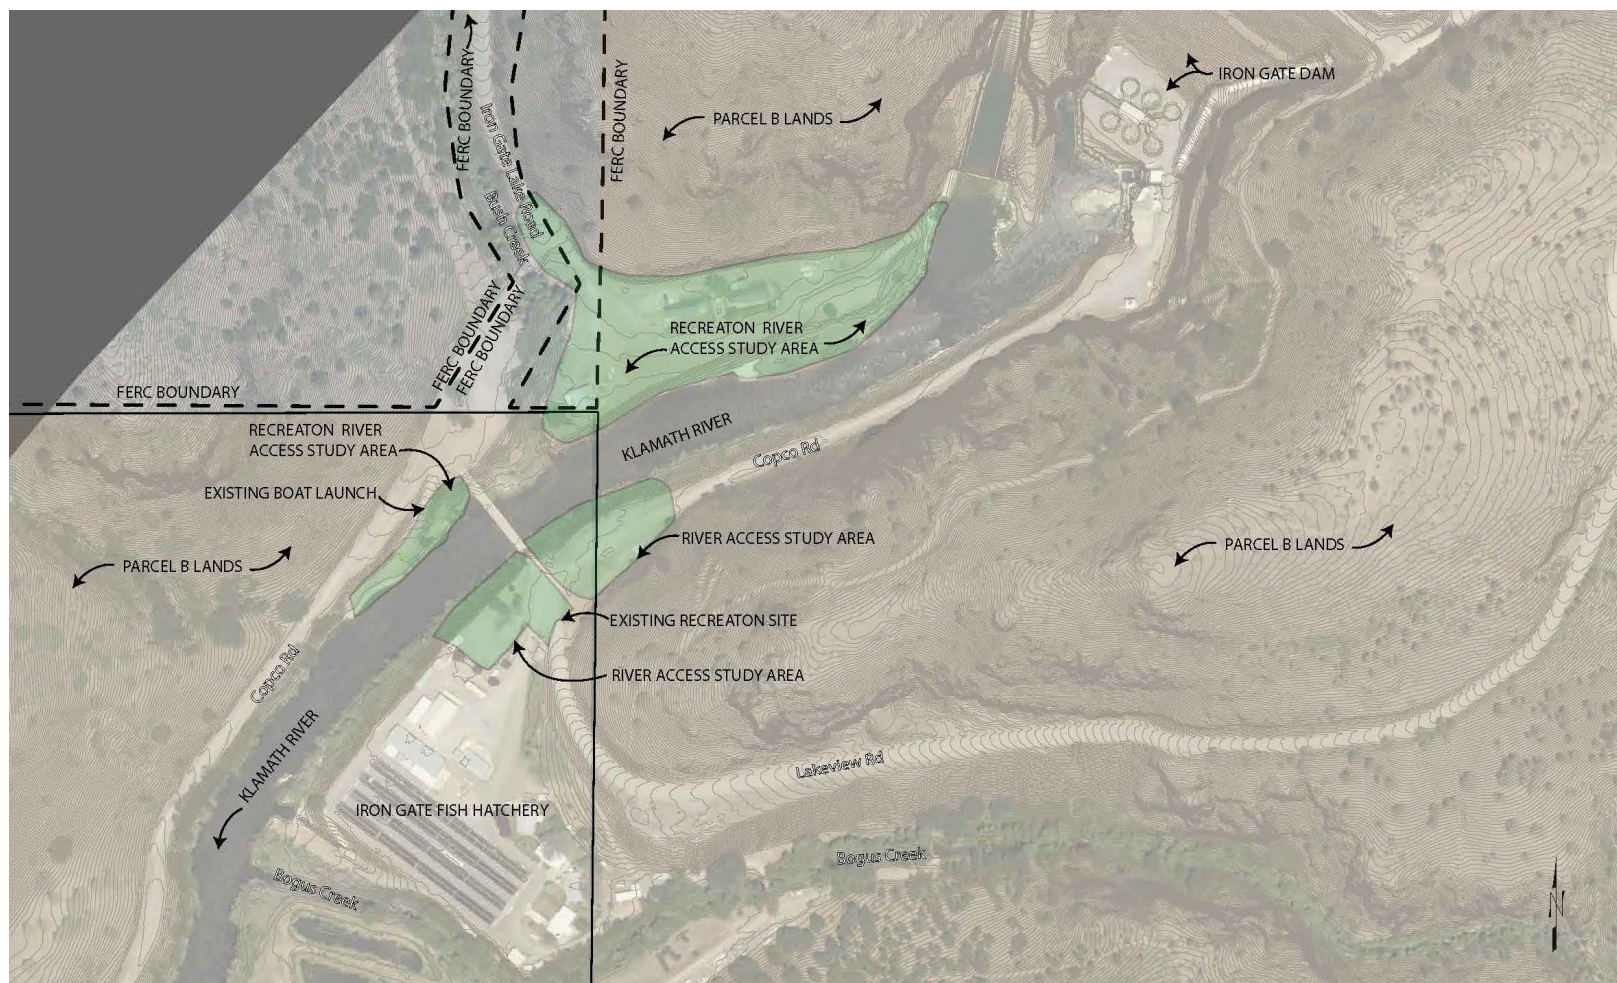 FERC BOUNDARY
FERC BOUNDARY
IRON GATE DAM
Iron Gate Lake Road
PARCEL B LANDS
Bush Creek
FERC BOUNDARY
FERC BOUNDARY
RECREATON RIVER
ACCESS STUDY AREA
FERC BOUNDARY
RECREATON RIVER
ACCESS STUDY AREA
KLAMATH RIVER
Copco Rd
EXISTING BOAT LAUNCH
PARCEL B LANDS
RIVER ACCESS STUDY AREA
PARCEL B LANDS
EXISTING RECREATON SITE
RIVER ACCESS STUDY AREA
Copco Rd
KLAMATH RIVER
Lakeview Rd
IRON GATE FISH HATCHERY
Bogus Creek
Bogus Creek
N